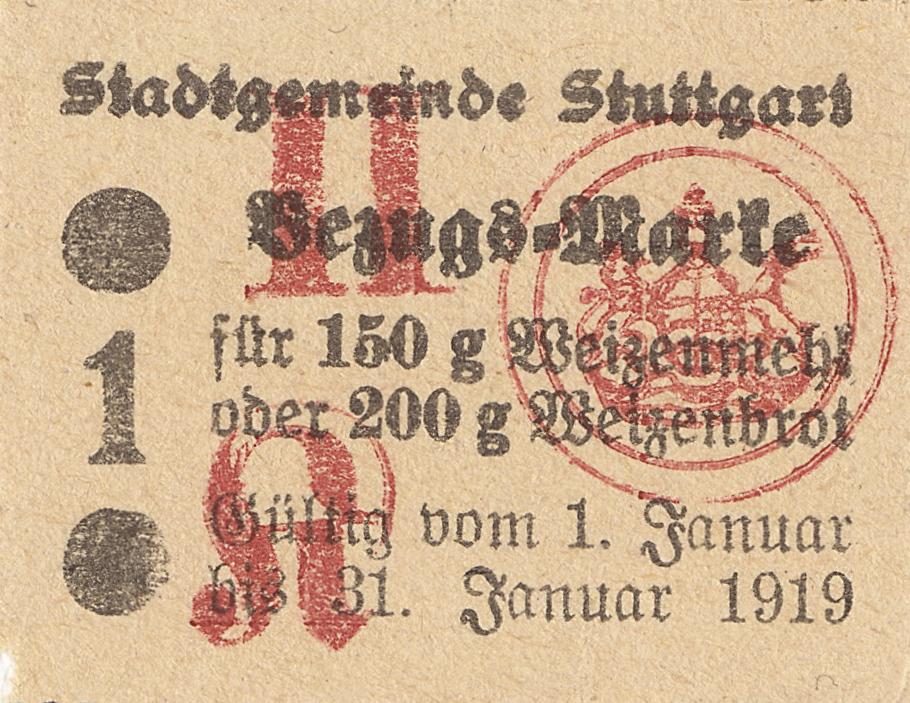 Stadtgemeinde Stuttgart
II
Bezugs-Marke
1
für 150 g Weizenmehl
oder 200 g Weizenbrot
Gültig vom 1. Januar
bis 31. Januar 1919